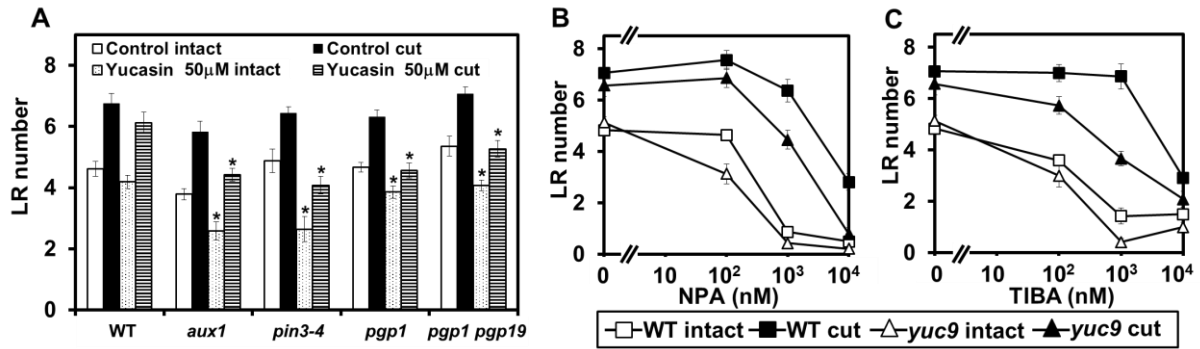 A
Control intact
Control cut
Yucasin 50μM intact
Yucasin 50μM cut
LR number
8
6
4
2
0
*
*
*
*
*
*
*
*
WT
aux1
pin3-4
pgp1
pgp1 pgp19
B
LR number
8
6
4
2
0
0
10
10²
10³
10⁴
NPA (nM)
C
LR number
8
6
4
2
0
0
10
10²
10³
10⁴
TIBA (nM)
WT intact
WT cut
yuc9 intact
yuc9 cut